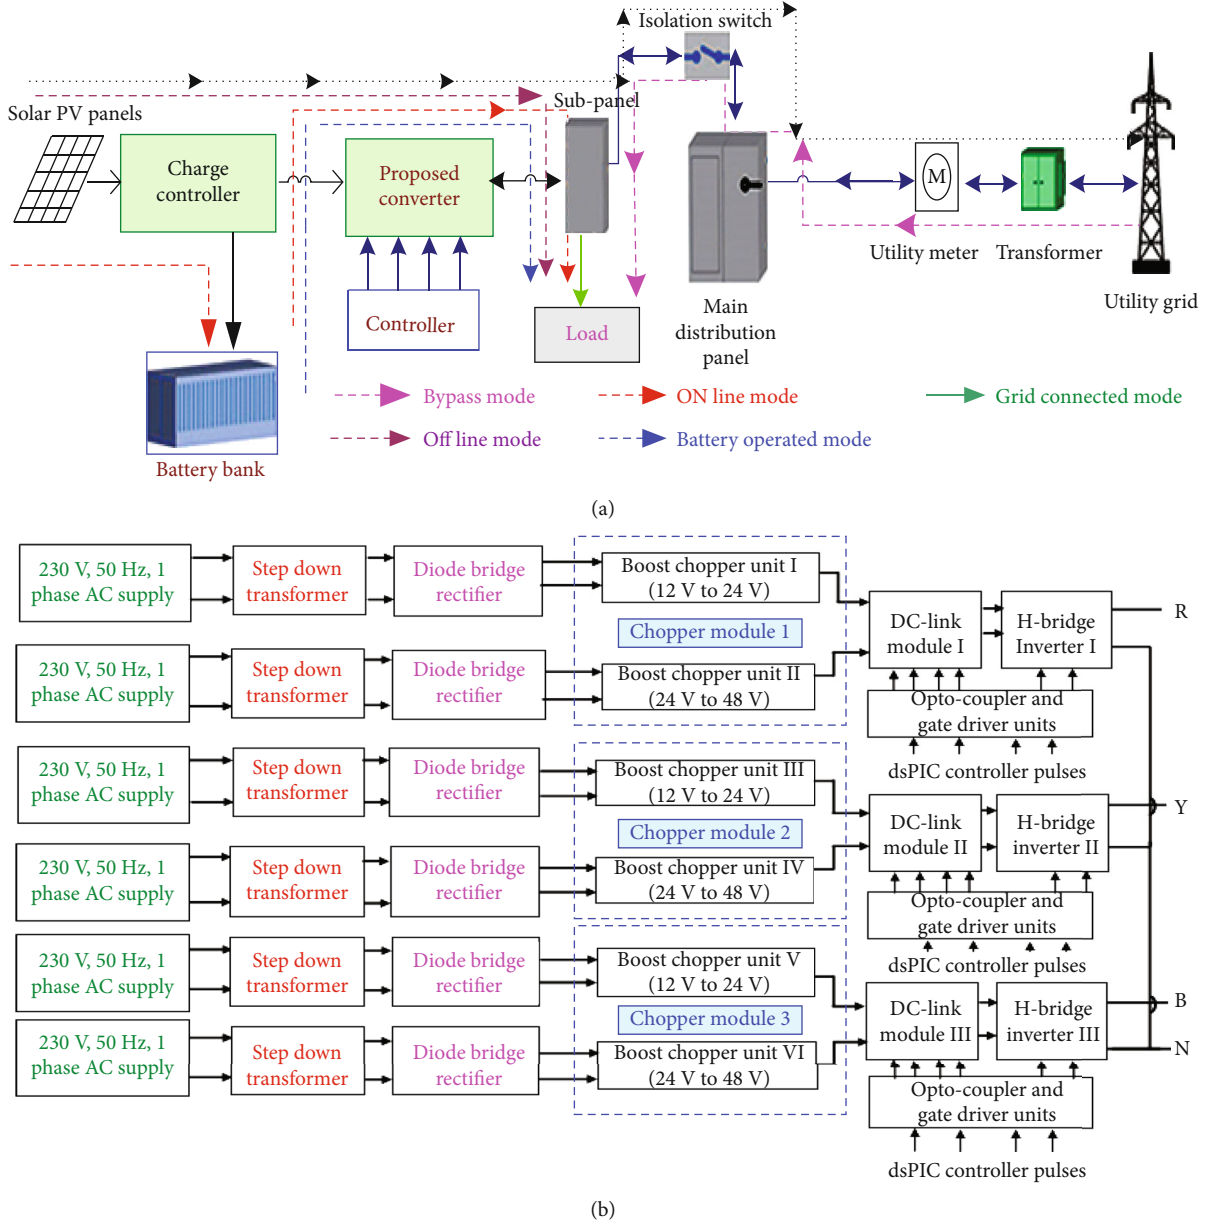 Isolation switch
Solar PV panels
Sub-panel
Charge
controller
Proposed
converter
M
Utility meter
Transformer
Utility grid
Controller
Load
Main
distribution
panel
Battery bank
Bypass mode
ON line mode
Grid connected mode
Off line mode
Battery operated mode
(a)
230 V, 50 Hz, 1
phase AC supply
Step down
transformer
Diode bridge
rectifier
Boost chopper unit I
(12 V to 24 V)
Chopper module 1
230 V, 50 Hz, 1
phase AC supply
Step down
transformer
Diode bridge
rectifier
Boost chopper unit II
(24 V to 48 V)
DC-link
module I
H-bridge
Inverter I
R
Opto-coupler and
gate driver units
dsPIC controller pulses
230 V, 50 Hz, 1
phase AC supply
Step down
transformer
Diode bridge
rectifier
Boost chopper unit III
(12 V to 24 V)
Chopper module 2
230 V, 50 Hz, 1
phase AC supply
Step down
transformer
Diode bridge
rectifier
Boost chopper unit IV
(24 V to 48 V)
DC-link
module II
H-bridge
inverter II
Y
Opto-coupler and
gate driver units
dsPIC controller pulses
230 V, 50 Hz, 1
phase AC supply
Step down
transformer
Diode bridge
rectifier
Boost chopper unit V
(12 V to 24 V)
Chopper module 3
230 V, 50 Hz, 1
phase AC supply
Step down
transformer
Diode bridge
rectifier
Boost chopper unit VI
(24 V to 48 V)
DC-link
module III
H-bridge
inverter III
B
N
Opto-coupler and
gate driver units
dsPIC controller pulses
(b)